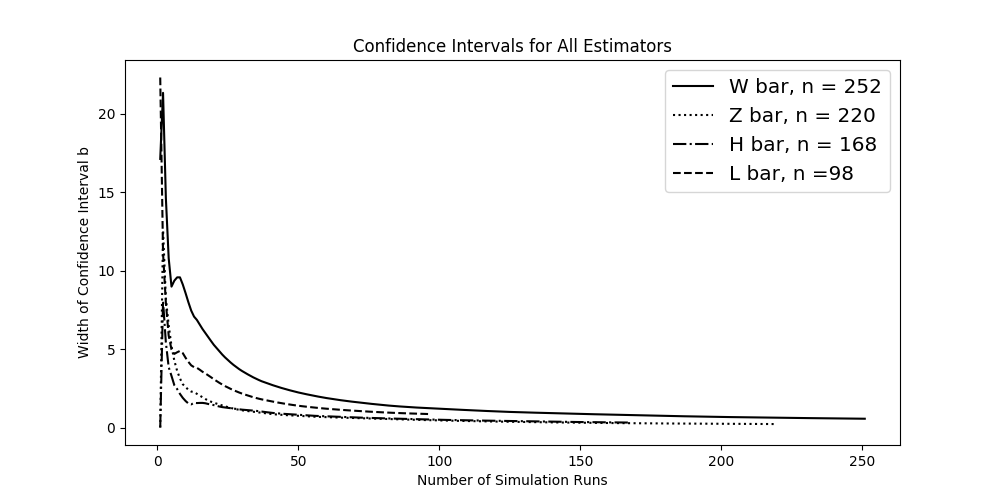 Confidence Intervals for All Estimators
Width of Confidence Interval b
20
15
10
5
0
W bar, n = 252
Z bar, n = 220
H bar, n = 168
L bar, n =98
0 50 100 150 200 250
Number of Simulation Runs